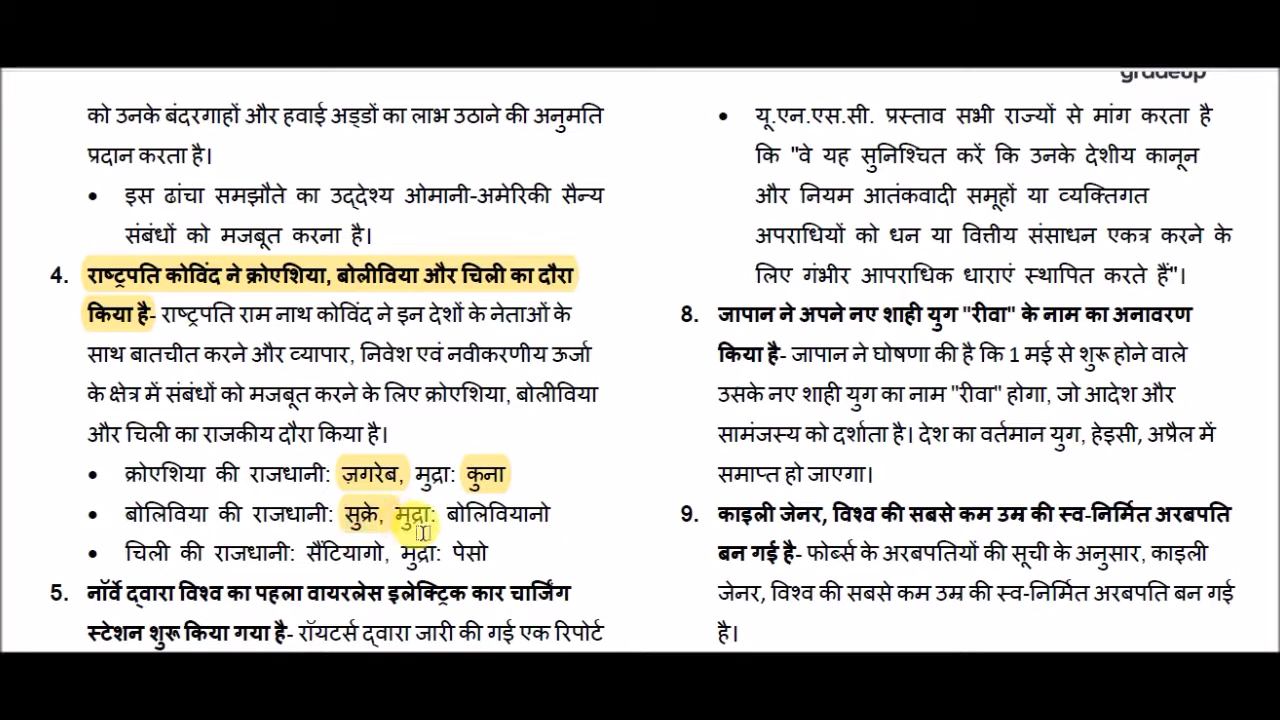 gradeup
को उनके बंदरगाहों और हवाई अड्डों का लाभ उठाने की अनुमति
प्रदान करता है।
• इस ढांचा समझौते का उद्देश्य ओमानी-अमेरिकी सैन्य
संबंधों को मजबूत करना है।
4. राष्ट्रपति कोविंद ने क्रोएशिया, बोलीविया और चिली का दौरा
किया है- राष्ट्रपति राम नाथ कोविंद ने इन देशों के नेताओं के
साथ बातचीत करने और व्यापार, निवेश एवं नवीकरणीय ऊर्जा
के क्षेत्र में संबंधों को मजबूत करने के लिए क्रोएशिया, बोलीविया
और चिली का राजकीय दौरा किया है।
• क्रोएशिया की राजधानी: ज़गरेब, मुद्रा: कुना
• बोलिविया की राजधानी: सुक्रे, मुद्रा: बोलिवियानो
• चिली की राजधानी: सैंटियागो, मुद्रा: पेसो
5. नॉर्वे द्वारा विश्व का पहला वायरलेस इलेक्ट्रिक कार चार्जिंग
स्टेशन शुरू किया गया है- रॉयटर्स द्वारा जारी की गई एक रिपोर्ट
• यू.एन.एस.सी. प्रस्ताव सभी राज्यों से मांग करता है
कि "वे यह सुनिश्चित करें कि उनके देशीय कानून
और नियम आतंकवादी समूहों या व्यक्तिगत
अपराधियों को धन या वित्तीय संसाधन एकत्र करने के
लिए गंभीर आपराधिक धाराएं स्थापित करते हैं"।
8. जापान ने अपने नए शाही युग "रीवा" के नाम का अनावरण
किया है- जापान ने घोषणा की है कि 1 मई से शुरू होने वाले
उसके नए शाही युग का नाम "रीवा" होगा, जो आदेश और
सामंजस्य को दर्शाता है। देश का वर्तमान युग, हेइसी, अप्रैल में
समाप्त हो जाएगा।
9. काइली जेनर, विश्व की सबसे कम उम्र की स्व-निर्मित अरबपति
बन गई है- फोर्ब्स के अरबपतियों की सूची के अनुसार, काइली
जेनर, विश्व की सबसे कम उम्र की स्व-निर्मित अरबपति बन गई
है।